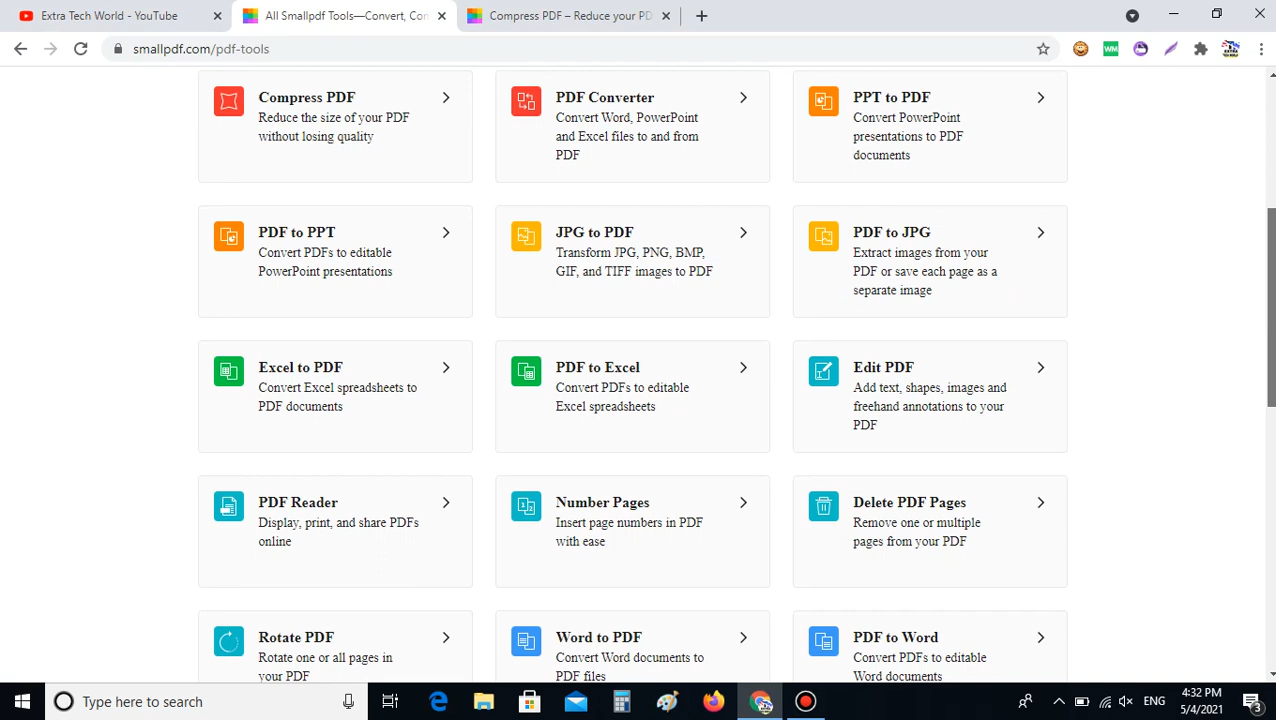 Extra Tech World - YouTube
All Smallpdf Tools—Convert, Con
Compress PDF – Reduce your PD
smallpdf.com/pdf-tools
Compress PDF
Reduce the size of your PDF
without losing quality
PDF Converter
Convert Word, PowerPoint
and Excel files to and from
PDF
PPT to PDF
Convert PowerPoint
presentations to PDF
documents
PDF to PPT
Convert PDFs to editable
PowerPoint presentations
JPG to PDF
Transform JPG, PNG, BMP,
GIF, and TIFF images to PDF
PDF to JPG
Extract images from your
PDF or save each page as a
separate image
Excel to PDF
Convert Excel spreadsheets to
PDF documents
PDF to Excel
Convert PDFs to editable
Excel spreadsheets
Edit PDF
Add text, shapes, images and
freehand annotations to your
PDF
PDF Reader
Display, print, and share PDFs
online
Number Pages
Insert page numbers in PDF
with ease
Delete PDF Pages
Remove one or multiple
pages from your PDF
Rotate PDF
Rotate one or all pages in
your PDF
Word to PDF
Convert Word documents to
PDF files
PDF to Word
Convert PDFs to editable
Word documents
Type here to search
ENG
4:32 PM
5/4/2021
3